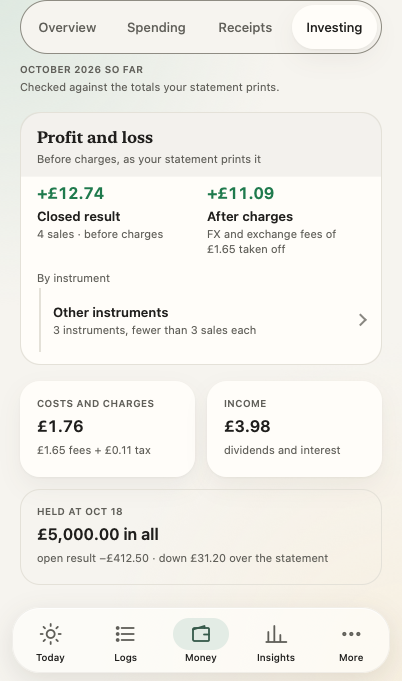 Overview Spending Receipts Investing
OCTOBER 2026 SO FAR
Checked against the totals your statement prints.
Profit and loss
Before charges, as your statement prints it
+£12.74 +£11.09
Closed result After charges
4 sales · before charges FX and exchange fees of
£1.65 taken off
By instrument
Other instruments
3 instruments, fewer than 3 sales each
COSTS AND CHARGES
£1.76
£1.65 fees + £0.11 tax
INCOME
£3.98
dividends and interest
HELD AT OCT 18
£5,000.00 in all
open result −£412.50 · down £31.20 over the statement
Today Logs Money Insights More